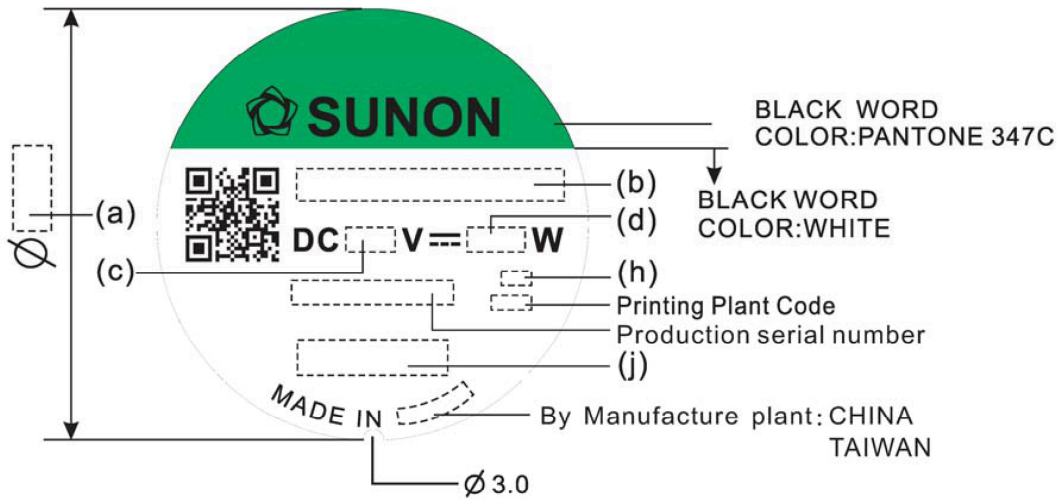 SUNON
BLACK WORD
COLOR:PANTONE 347C
(b)
BLACK WORD
COLOR:WHITE
(a)
Ø
DC V W
(d)
(c)
(h)
Printing Plant Code
Production serial number
(j)
MADE IN
By Manufacture plant: CHINA
TAIWAN
Ø 3.0